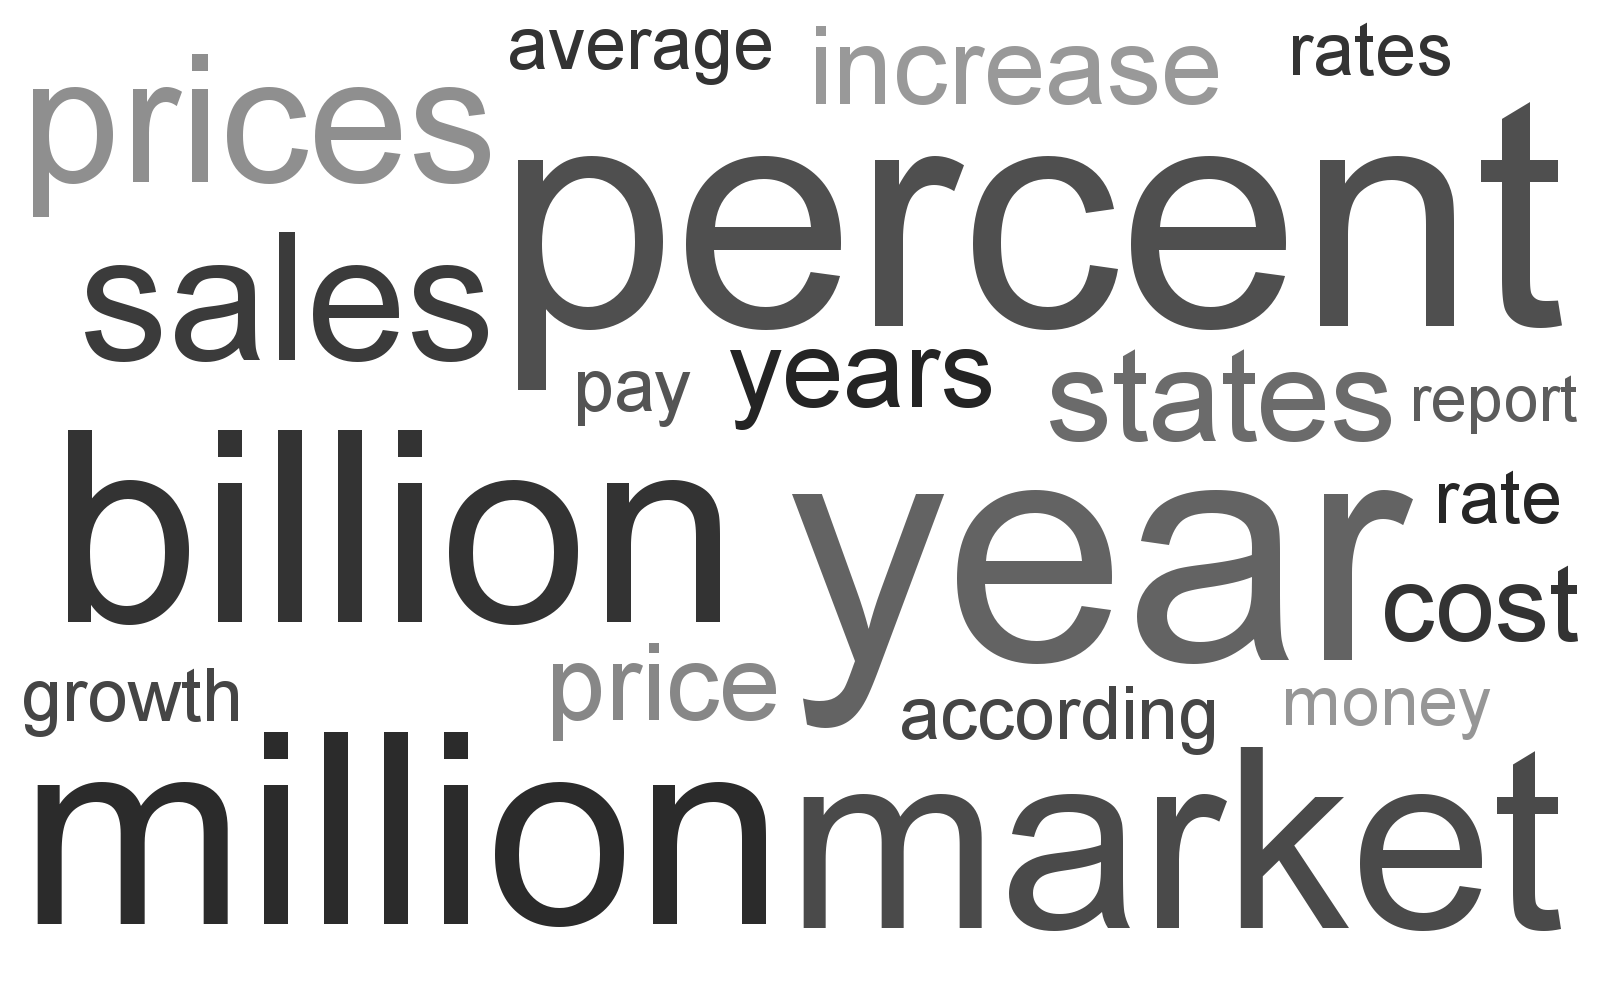 average increase rates
prices
percent
sales
pay years states report
billion year rate
cost
growth price according money
million market